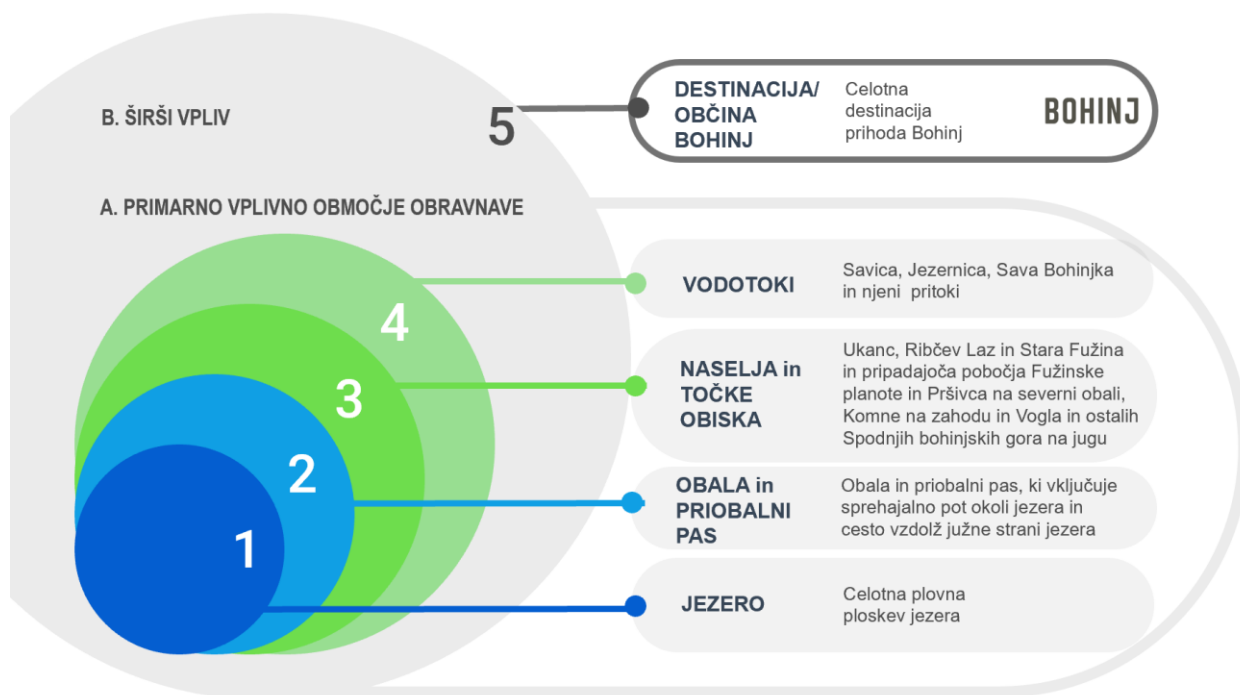 B. ŠIRŠI VPLIV
5
DESTINACIJA/
OBČINA
BOHINJ
Celotna
destinacija
prihoda Bohinj
BOHINJ
A. PRIMARNO VPLIVNO OBMOČJE OBRAVNAVE
4
VODOTOKI
Savica, Jezernica, Sava Bohinjka
in njeni pritoki
3
NASELJA in
TOČKE
OBISKA
Ukanc, Ribčev Laz in Stara Fužina
in pripadajoča pobočja Fužinske
planote in Pršivca na severni obali,
Komne na zahodu in Vogla in ostalih
Spodnjih bohinjskih gora na jugu
2
OBALA in
PRIOBALNI
PAS
Obala in priobalni pas, ki vključuje
sprehajalno pot okoli jezera in
cesto vzdolž južne strani jezera
1
JEZERO
Celotna plovna
ploskev jezera